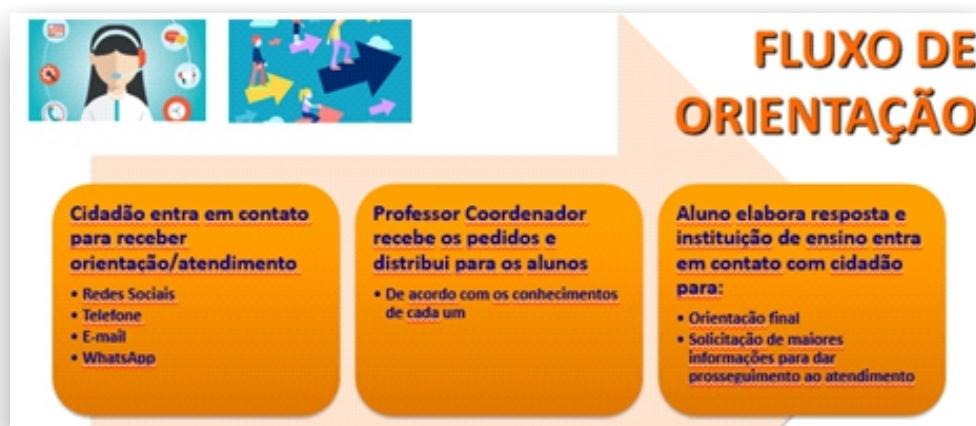 FLUXO DE
ORIENTAÇÃO
Cidadão entra em contato
para receber
orientação/atendimento
• Redes Sociais
• Telefone
• E-mail
• WhatsApp
Professor Coordenador
recebe os pedidos e
distribui para os alunos
• De acordo com os conhecimentos
de cada um
Aluno elabora resposta e
instituição de ensino entra
em contato com cidadão
para:
• Orientação final
• Solicitação de maiores
informações para dar
prosseguimento ao atendimento